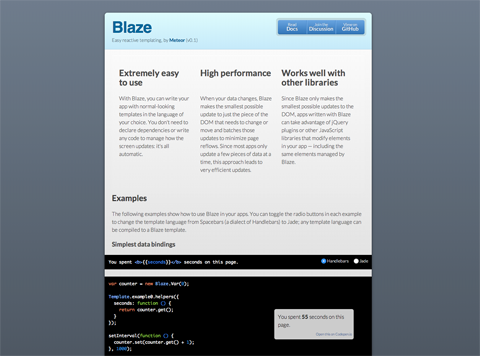 Blaze
Easy reactive templating, by Meteor (v0.1)
Read
Docs
Join the
Discussion
View on
GitHub
Extremely easy
to use
With Blaze, you can write your
app with normal-looking
templates in the language of
your choice. You don't need to
declare dependencies or write
any code to manage how the
screen updates: it's all
automatic.
High performance
When your data changes, Blaze
makes the smallest possible
update to just the piece of the
DOM that needs to change or
move and batches those
updates to minimize page
reflows. Since most apps only
update a few pieces of data at a
time, this approach leads to
very efficient updates.
Works well with
other libraries
Since Blaze only makes the
smallest possible updates to the
DOM, apps written with Blaze
can take advantage of jQuery
plugins or other JavaScript
libraries that modify elements
in your app — including the
same elements managed by
Blaze.
Examples
The following examples show how to use Blaze in your apps. You can toggle the radio buttons in each example
to change the template language from Spacebars (a dialect of Handlebars) to Jade; any template language can
be compiled to a Blaze template.
Simplest data bindings
You spent <b>{{seconds}}</b> seconds on this page.
Handlebars
Jade
var counter = new Blaze.Var(0);
Template.example0.helpers({
seconds: function () {
return counter.get();
}
});
setInterval(function () {
counter.set(counter.get() + 1);
}, 1000);
You spent 55 seconds on this
page.